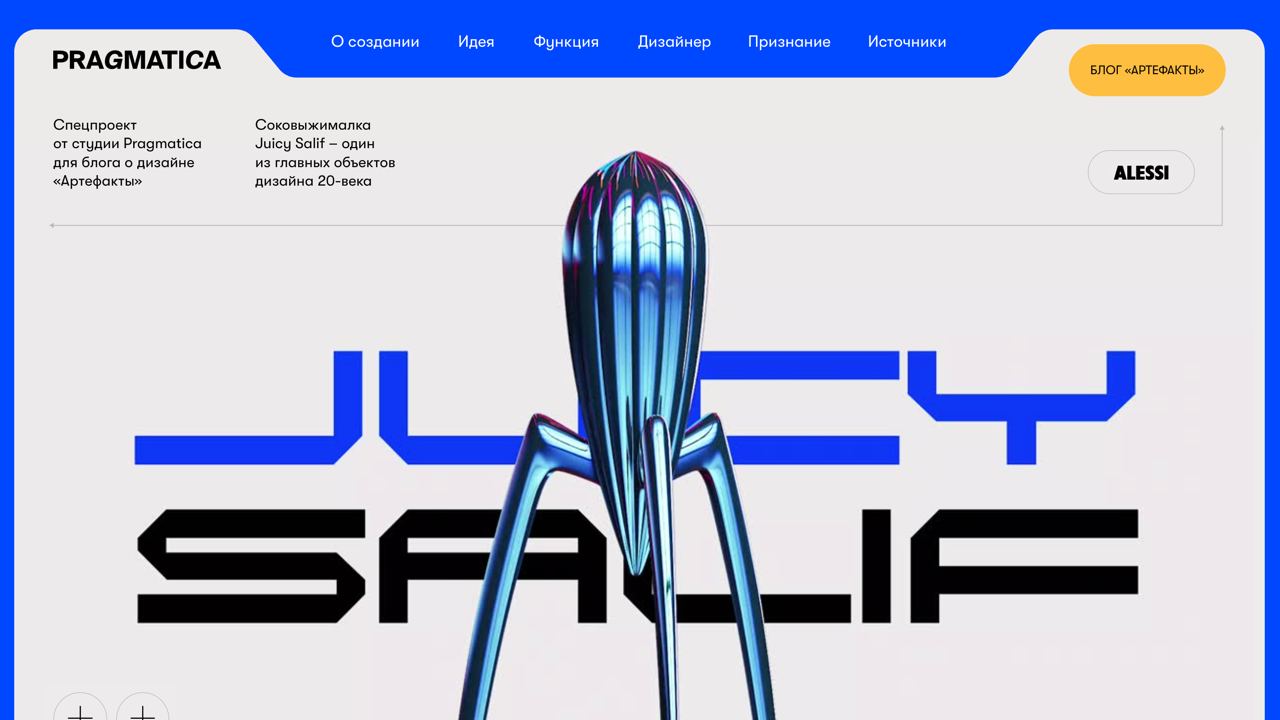 PRAGMATICA
О создании
Идея
Функция
Дизайнер
Признание
Источники
БЛОГ «АРТЕФАКТЫ»
Спецпроект
от студии Pragmatica
для блога о дизайне
«Артефакты»
Соковыжималка
Juicy Salif – один
из главных объектов
дизайна 20-века
ALESSI
JUICY
SALIF